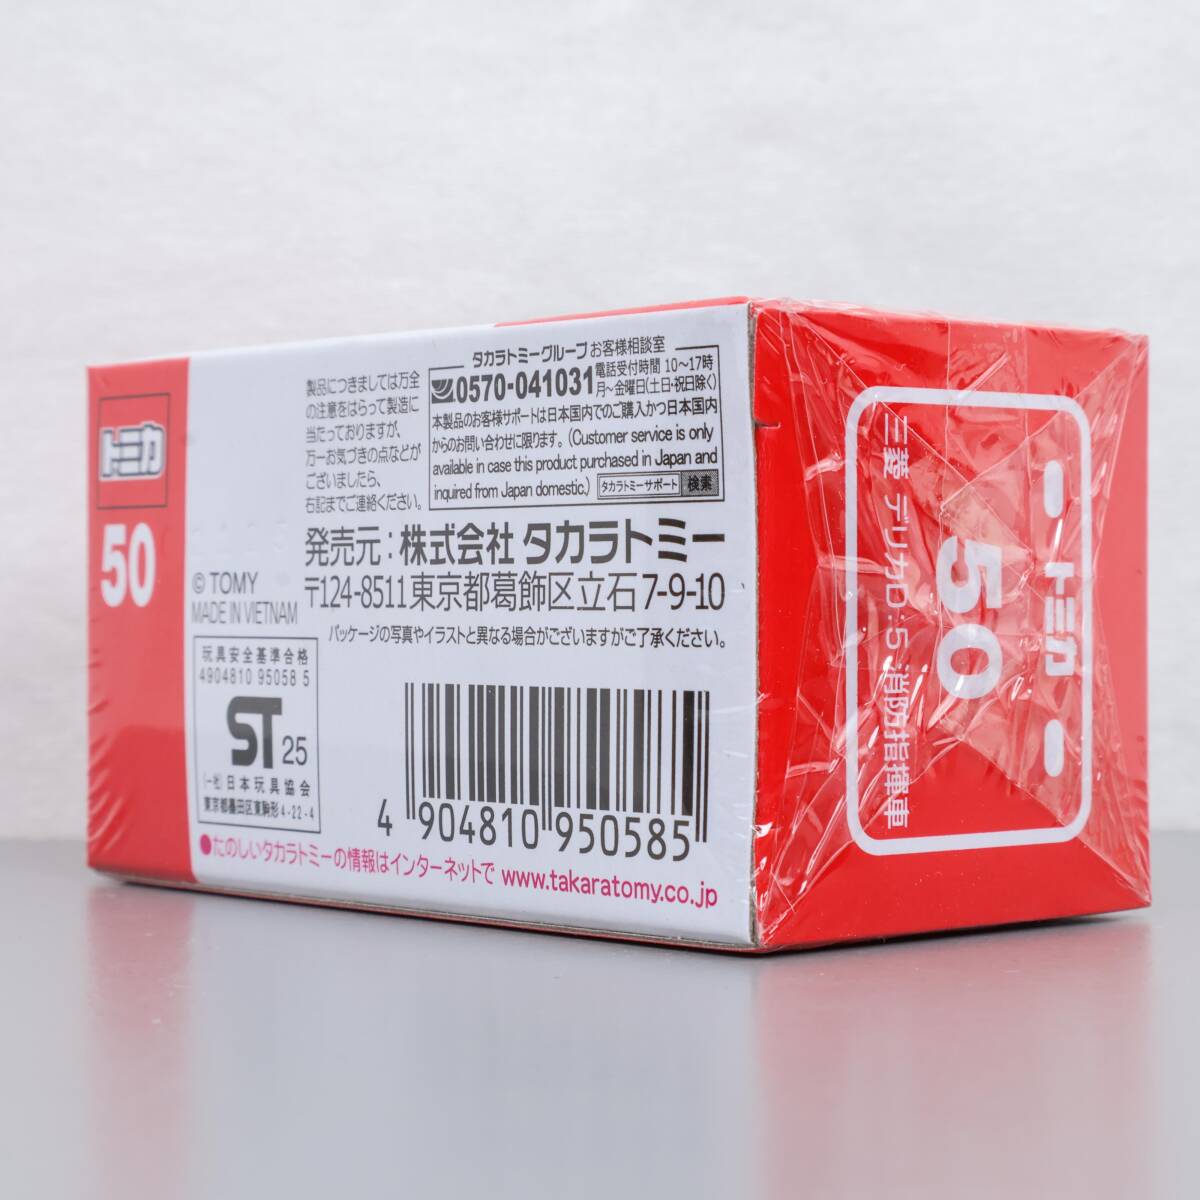 トミカ
50
© TOMY
MADE IN VIETNAM
製品につきましては万全
の注意をはらって製造に
当たっておりますが、
万一お気づきの点などが
ございましたら、
右記までご連絡ください。
タカラトミーグループ お客様相談室
0570-041031 電話受付時間 10〜17時
月〜金曜日(土日・祝日除く)
本製品のお客様サポートは日本国内でのご購入かつ日本国内
からのお問い合わせに限ります。(Customer service is only
available in case this product purchased in Japan and
inquired from Japan domestic.) タカラトミーサポート 検索
発売元:株式会社 タカラトミー
〒124-8511東京都葛飾区立石7-9-10
パッケージの写真やイラストと異なる場合がございますがご了承ください。
玩具安全基準合格
4904810 95058 5
ST 25
(一社)日本玩具協会
東京都墨田区東駒形4-22-4
4 904810 950585
●たのしいタカラトミーの情報はインターネットで www.takaratomy.co.jp
トミカ
50
三菱 デリカD:5 消防指揮車